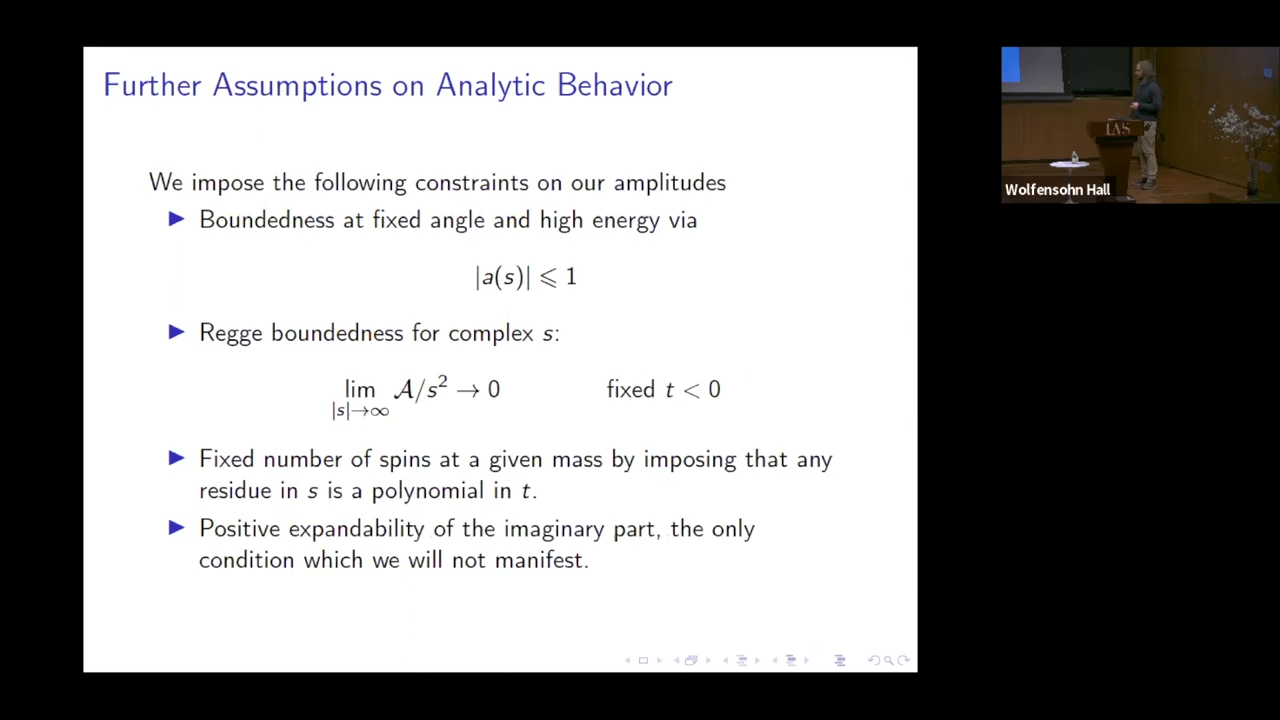 Further Assumptions on Analytic Behavior
We impose the following constraints on our amplitudes
▶ Boundedness at fixed angle and high energy via
|a(s)| ⩽ 1
▶ Regge boundedness for complex s:
lim 𝒜/s² → 0 fixed t < 0
|s|→∞
▶ Fixed number of spins at a given mass by imposing that any
residue in s is a polynomial in t.
▶ Positive expandability of the imaginary part, the only
condition which we will not manifest.
IAS
Wolfensohn Hall